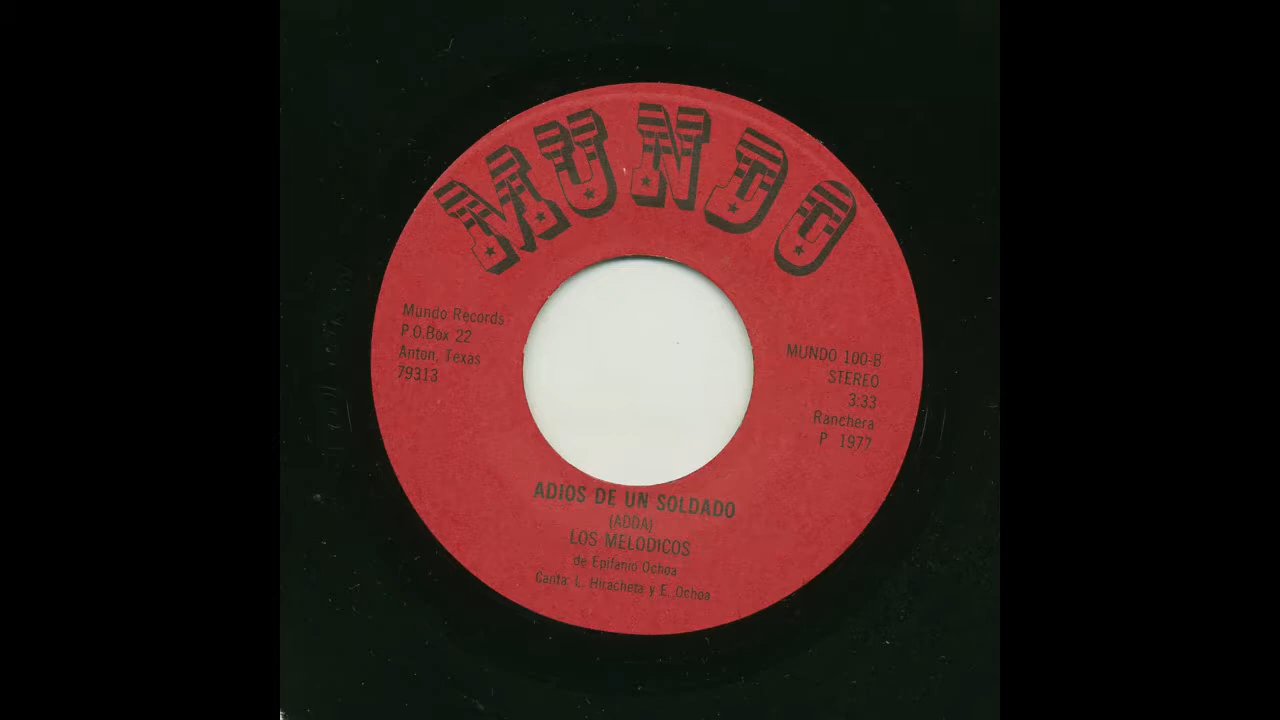 MUNDO
Mundo Records
P.O.Box 22
Anton, Texas
79313
MUNDO 100-B
STEREO
3:33
Ranchera
P 1977
ADIOS DE UN SOLDADO
(ADDA)
LOS MELODICOS
de Epifanio Ochoa
Canta: L. Hiracheta y E. Ochoa